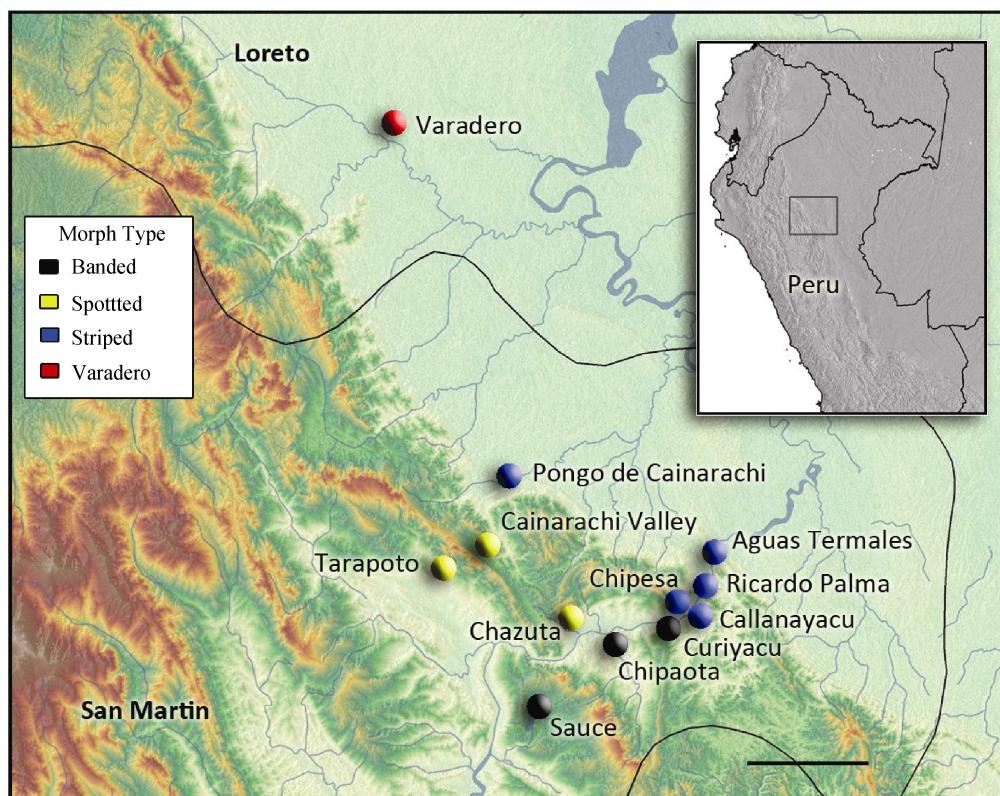 Loreto
Varadero
Peru
Morph Type
Banded
Spottted
Striped
Varadero
Pongo de Cainarachi
Cainarachi Valley
Tarapoto
Aguas Termales
Chipesa
Ricardo Palma
Chazuta
Callanayacu
Curiyacu
Chipaota
San Martin
Sauce